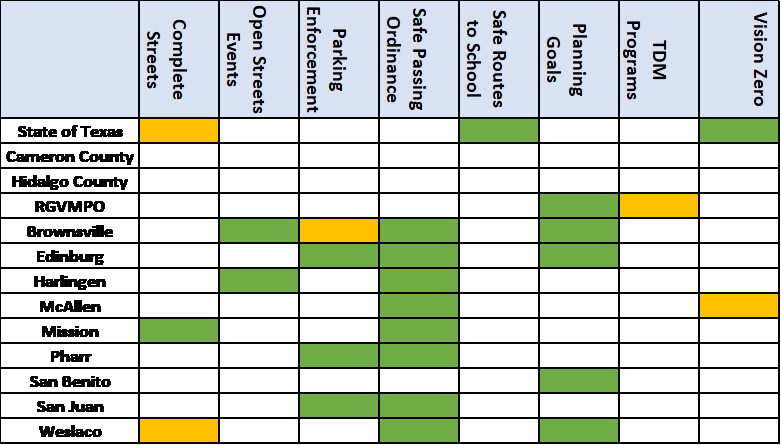 Complete
Streets
Open Streets
Events
Parking
Enforcement
Safe Passing
Ordinance
Safe Routes
to School
Planning
Goals
TDM
Programs
Vision Zero
State of Texas
Cameron County
Hidalgo County
RGVMPO
Brownsville
Edinburg
Harlingen
McAllen
Mission
Pharr
San Benito
San Juan
Weslaco